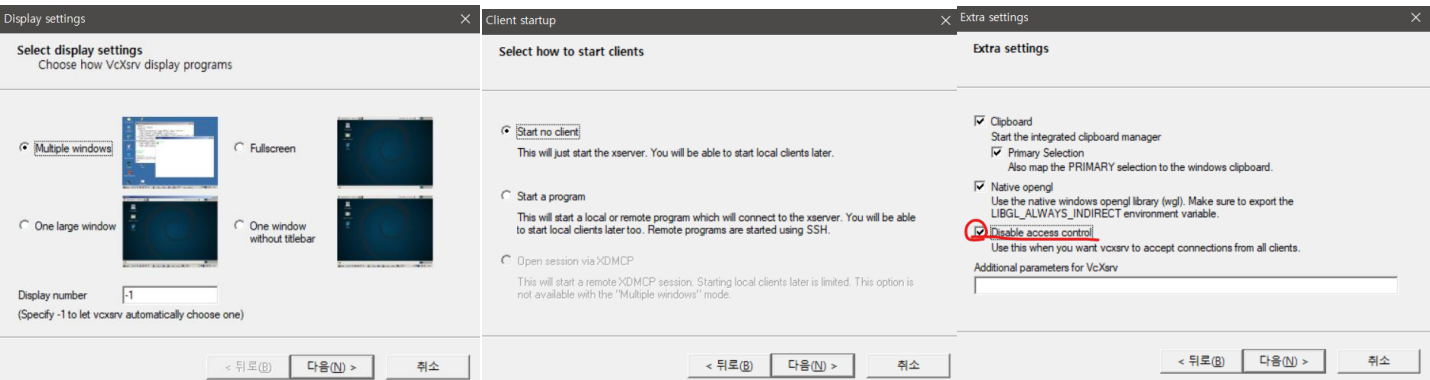 Display settings
Select display settings
Choose how VcXsrv display programs
Multiple windows
Fullscreen
One large window
One window
without titlebar
Display number
-1
(Specify -1 to let vcxsrv automatically choose one)
< 뒤로(B)
다음(N) >
취소
Client startup
Select how to start clients
Start no client
This will just start the xserver. You will be able to start local clients later.
Start a program
This will start a local or remote program which will connect to the xserver. You will be able
to start local clients later too. Remote programs are started using SSH.
Open session via XDMCP
This will start a remote XDMCP session. Starting local clients later is limited. This option is
not available with the "Multiple windows" mode.
< 뒤로(B)
다음(N) >
취소
Extra settings
Extra settings
Clipboard
Start the integrated clipboard manager
Primary Selection
Also map the PRIMARY selection to the windows clipboard.
Native opengl
Use the native windows opengl library (wgl). Make sure to export the
LIBGL_ALWAYS_INDIRECT environment variable.
Disable access control
Use this when you want vcxsrv to accept connections from all clients.
Additional parameters for VcXsrv
< 뒤로(B)
다음(N) >
취소